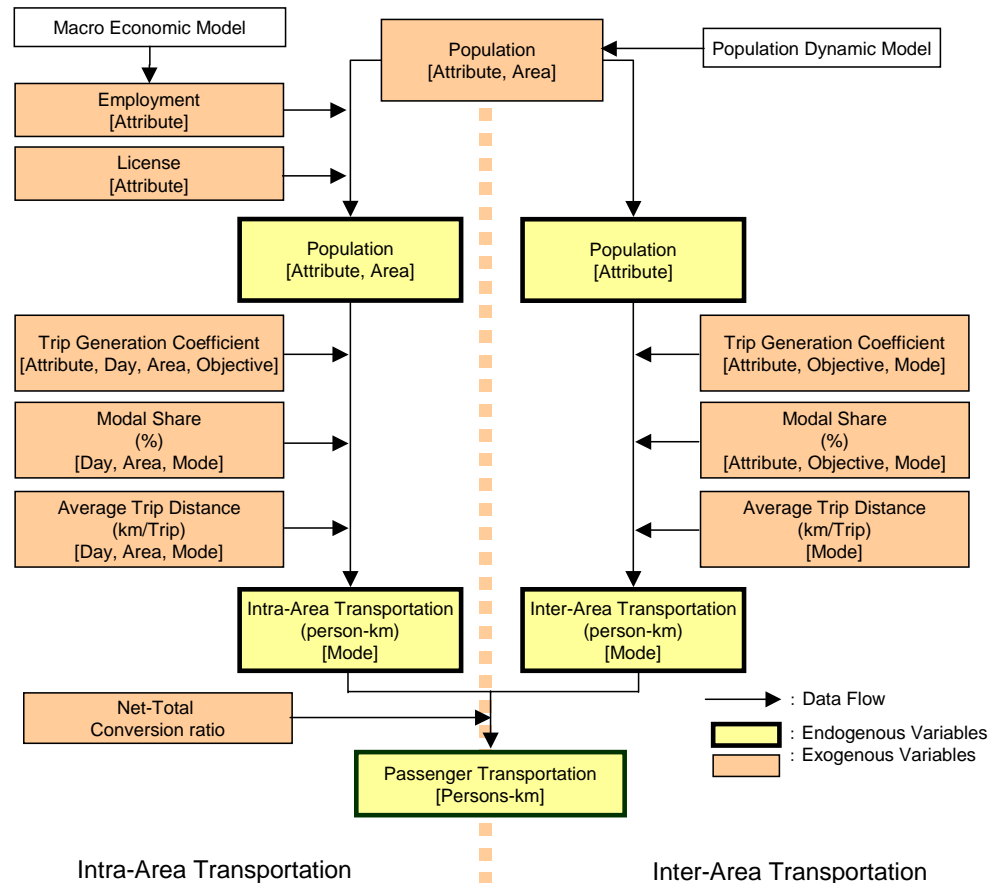 Macro Economic Model
Population
[Attribute, Area]
Population Dynamic Model
Employment
[Attribute]
License
[Attribute]
Population
[Attribute, Area]
Population
[Attribute]
Trip Generation Coefficient
[Attribute, Day, Area, Objective]
Trip Generation Coefficient
[Attribute, Objective, Mode]
Modal Share
(%)
[Day, Area, Mode]
Modal Share
(%)
[Attribute, Objective, Mode]
Average Trip Distance
(km/Trip)
[Day, Area, Mode]
Average Trip Distance
(km/Trip)
[Mode]
Intra-Area Transportation
(person-km)
[Mode]
Inter-Area Transportation
(person-km)
[Mode]
Net-Total
Conversion ratio
: Data Flow
: Endogenous Variables
: Exogenous Variables
Passenger Transportation
[Persons-km]
Intra-Area Transportation
Inter-Area Transportation